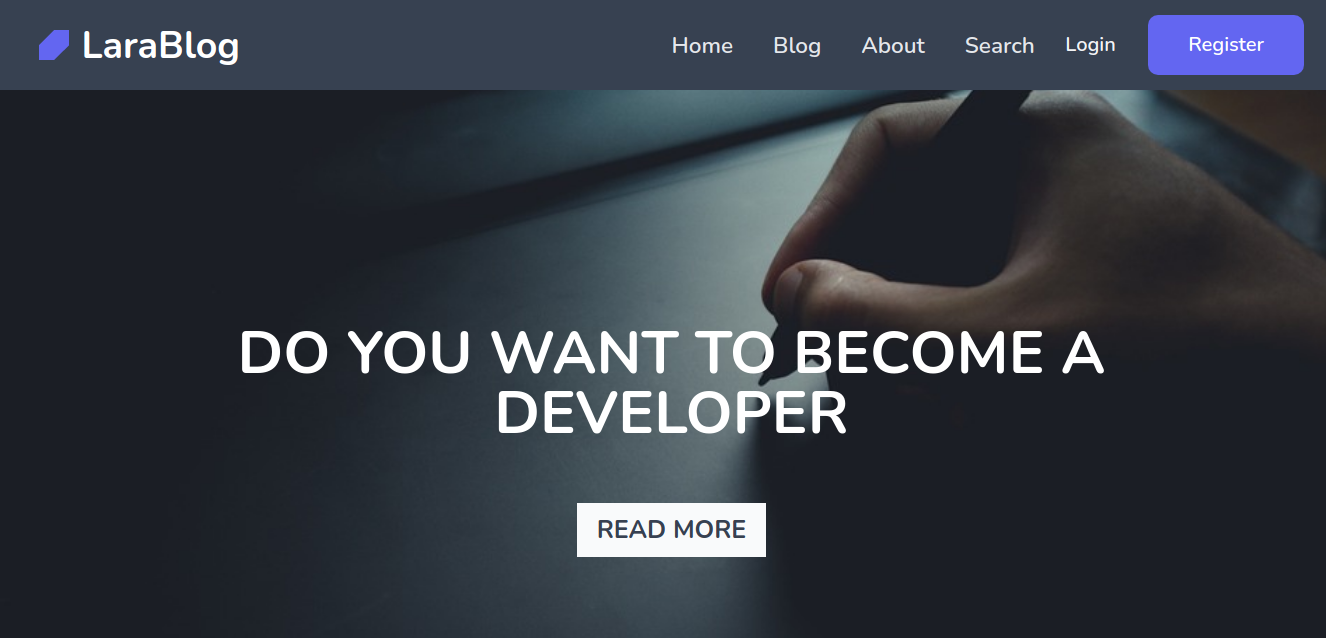 LaraBlog Home Blog About Search Login Register
DO YOU WANT TO BECOME A
DEVELOPER
READ MORE